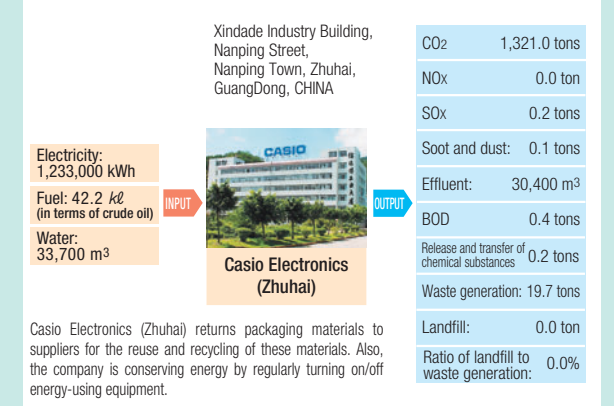 Xindade Industry Building,
Nanping Street,
Nanping Town, Zhuhai,
GuangDong, CHINA
Electricity:
1,233,000 kWh
Fuel: 42.2 kℓ
(in terms of crude oil)
Water:
33,700 m3
INPUT
CASIO
Casio Electronics
(Zhuhai)
OUTPUT
CO2 1,321.0 tons
NOX 0.0 ton
SOX 0.2 tons
Soot and dust: 0.1 tons
Effluent: 30,400 m3
BOD 0.4 tons
Release and transfer of
chemical substances 0.2 tons
Waste generation: 19.7 tons
Landfill: 0.0 ton
Ratio of landfill to
waste generation: 0.0%
Casio Electronics (Zhuhai) returns packaging materials to
suppliers for the reuse and recycling of these materials. Also,
the company is conserving energy by regularly turning on/off
energy-using equipment.